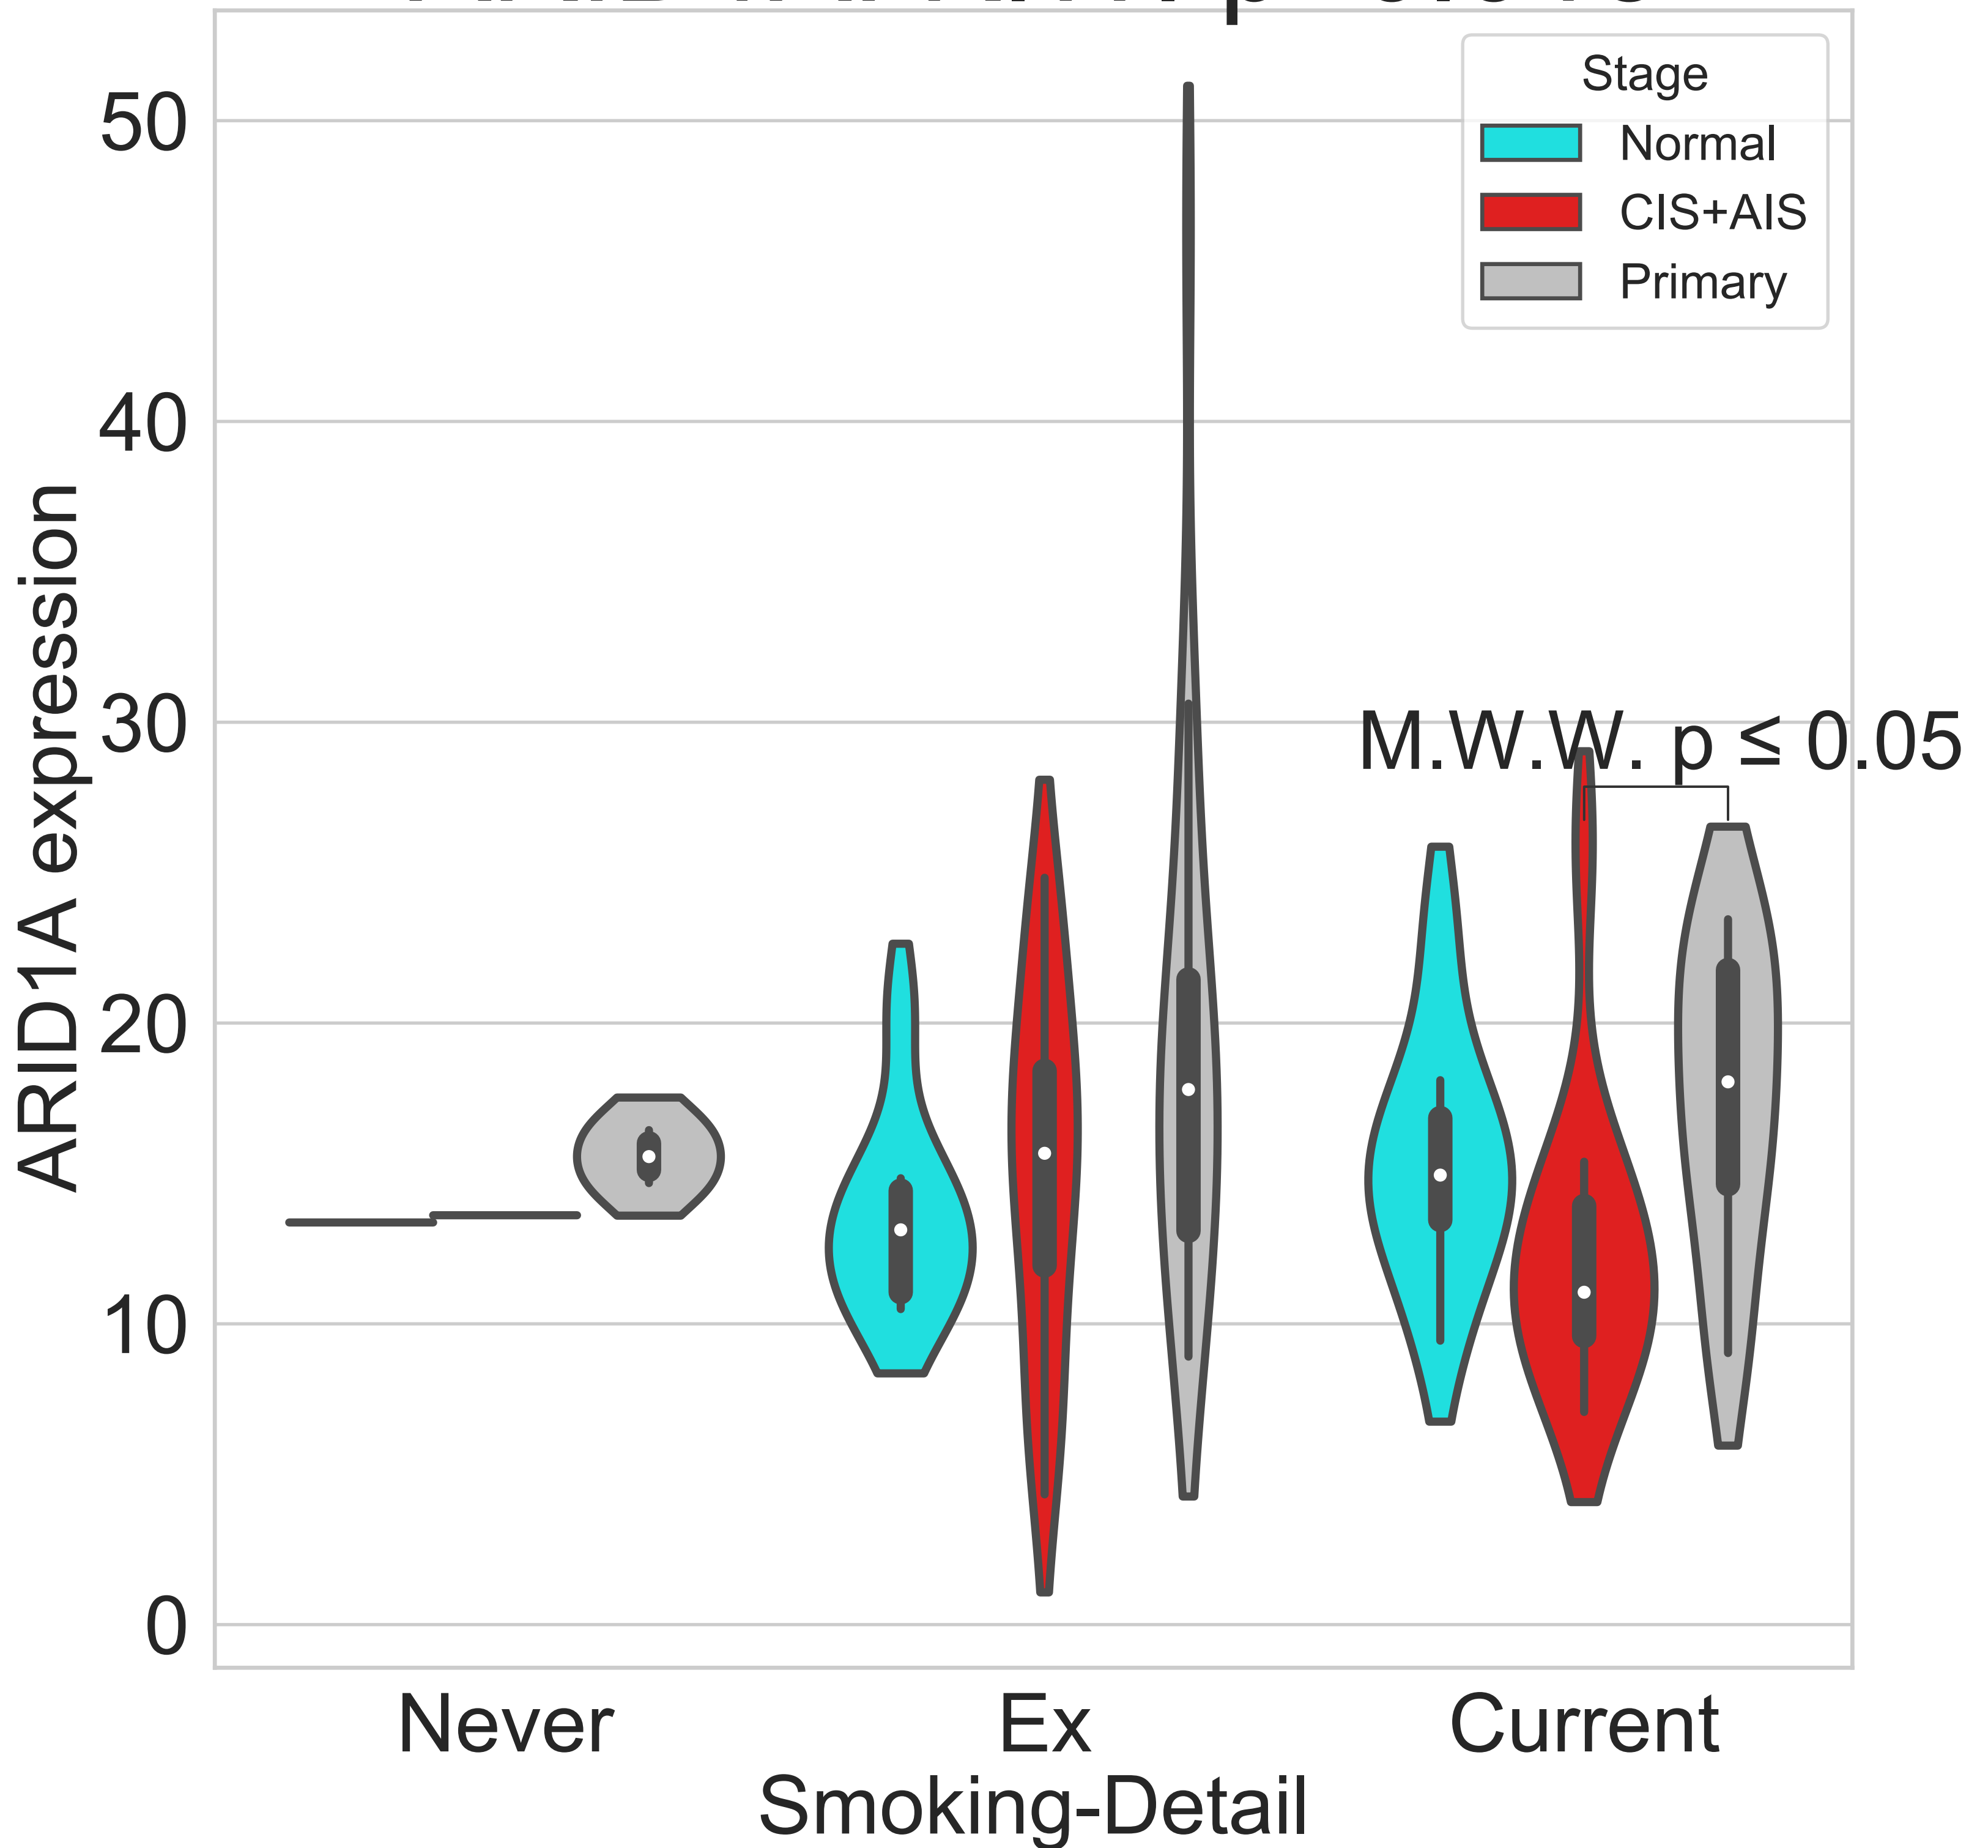 Stage
Normal
CIS+AIS
Primary
50
40
30
20
10
0
ARID1A expression
M.W.W. p ≤ 0.05
Never
Ex
Current
Smoking-Detail